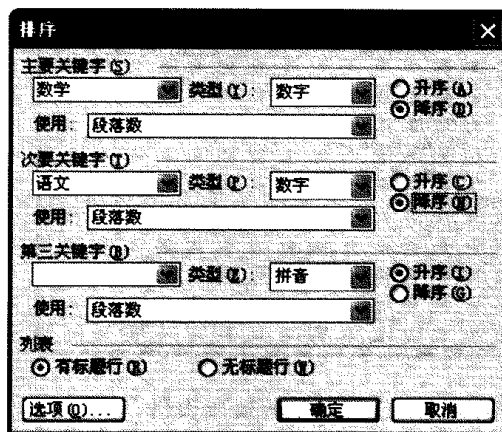 排序
主要关键字(S)
数学 类型(Y): 数字 升序(A)
降序(D)
使用: 段落数
次要关键字(T)
语文 类型(P): 数字 升序(C)
降序(N)
使用: 段落数
第三关键字(B)
类型(E): 拼音 升序(I)
降序(G)
使用: 段落数
列表
有标题行(R) 无标题行(W)
选项(O)... 确定 取消